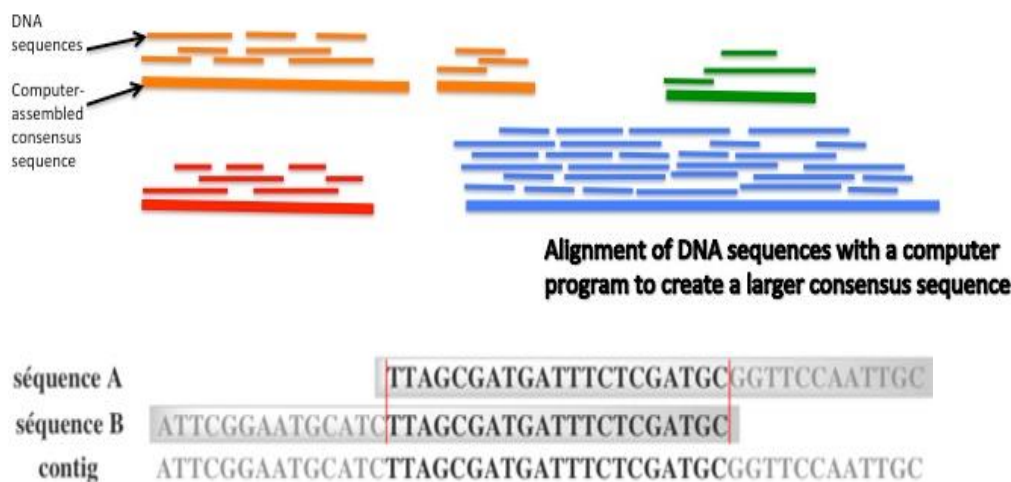 DNA
sequences
Computer-
assembled
consensus
sequence
Alignment of DNA sequences with a computer
program to create a larger consensus sequence
séquence A TTAGCGATGATTTCTCGATGCGGTTCCAATTGC
séquence B ATTCGGAATGCATCTTAGCGATGATTTCTCGATGC
contig ATTCGGAATGCATCTTAGCGATGATTTCTCGATGCGGTTCCAATTGC